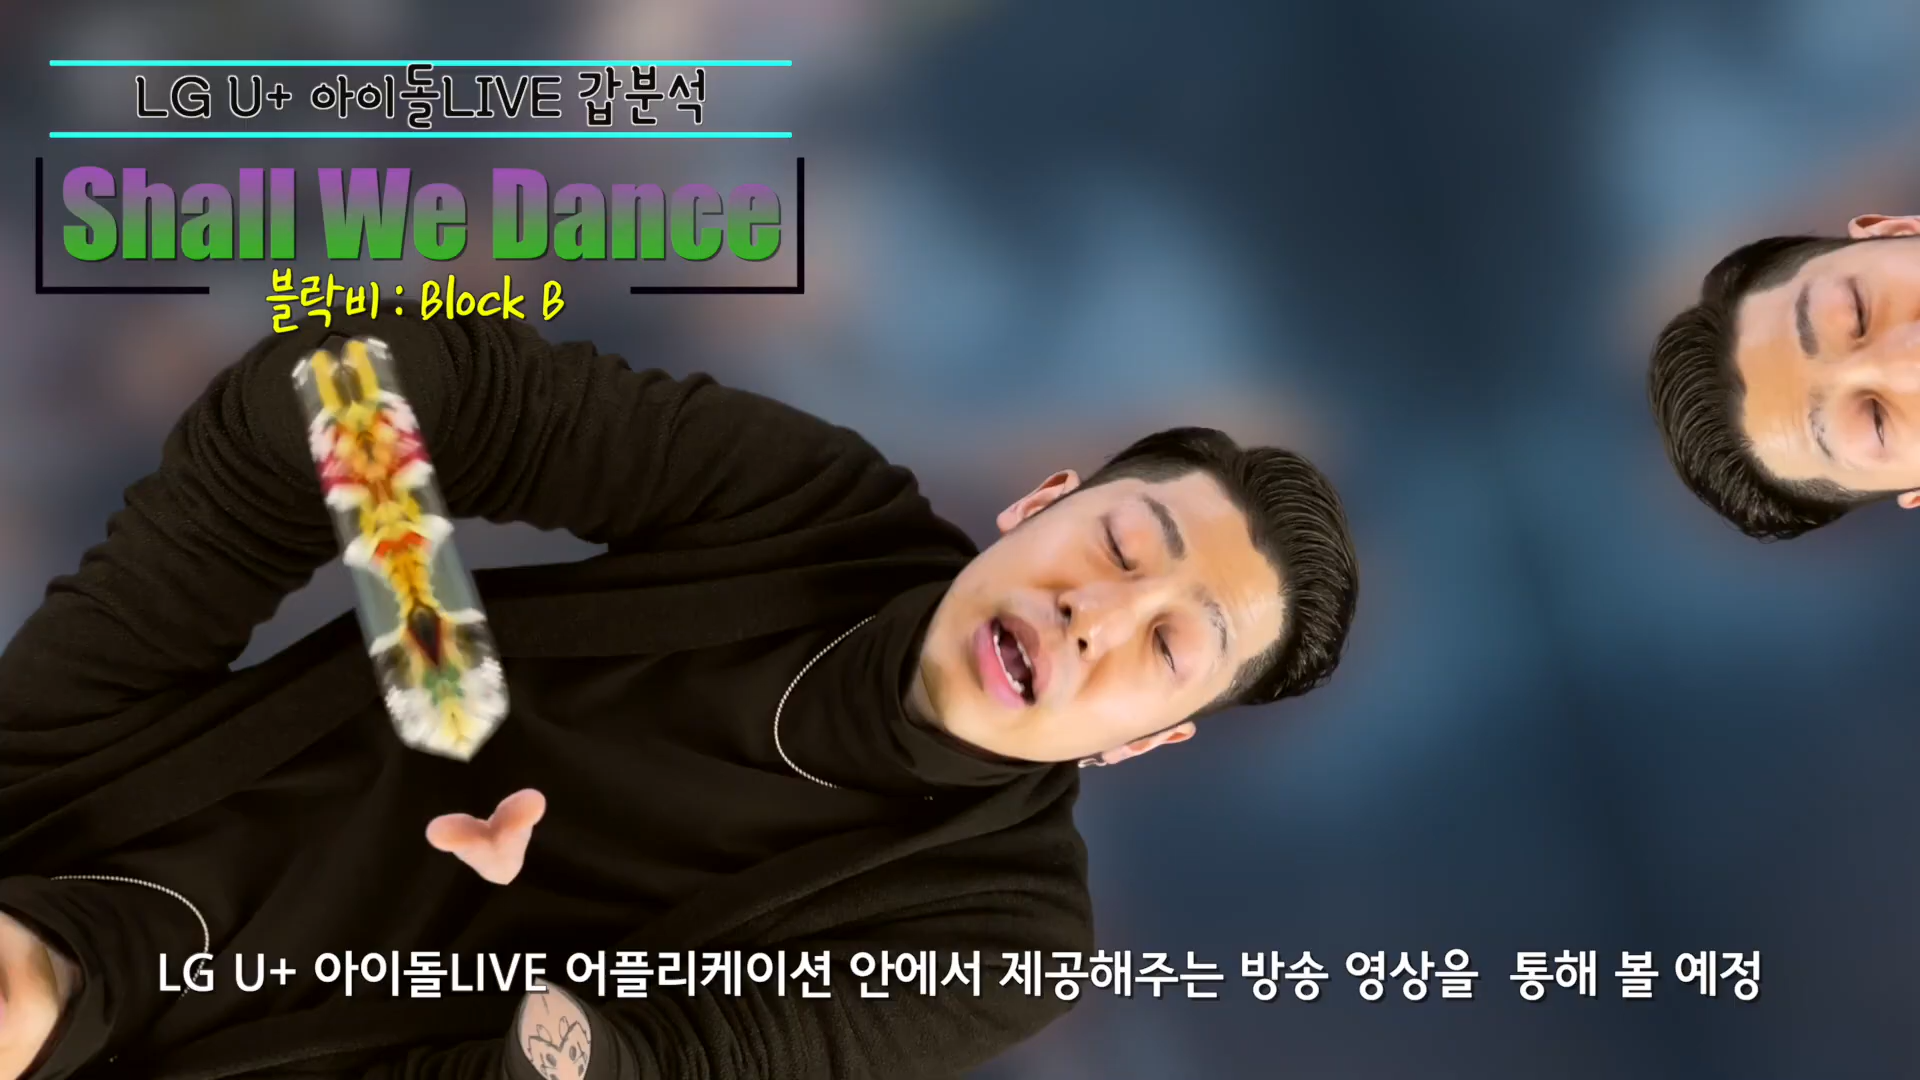 LG U+ 아이돌LIVE 갑분석
Shall We Dance
블락비 : Block B
LG U+ 아이돌LIVE 어플리케이션 안에서 제공해주는 방송 영상을 통해 볼 예정